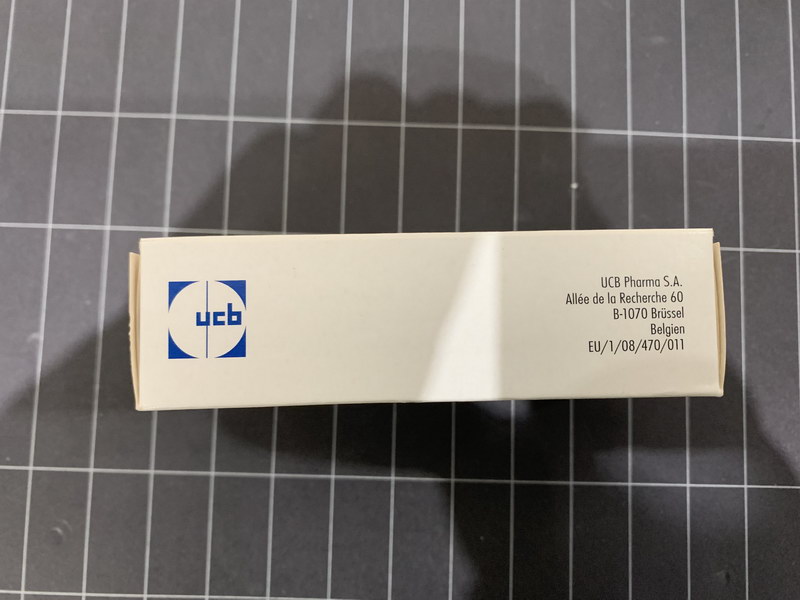 ucb
UCB Pharma S.A.
Allée de la Recherche 60
B-1070 Brüssel
Belgien
EU/1/08/470/011